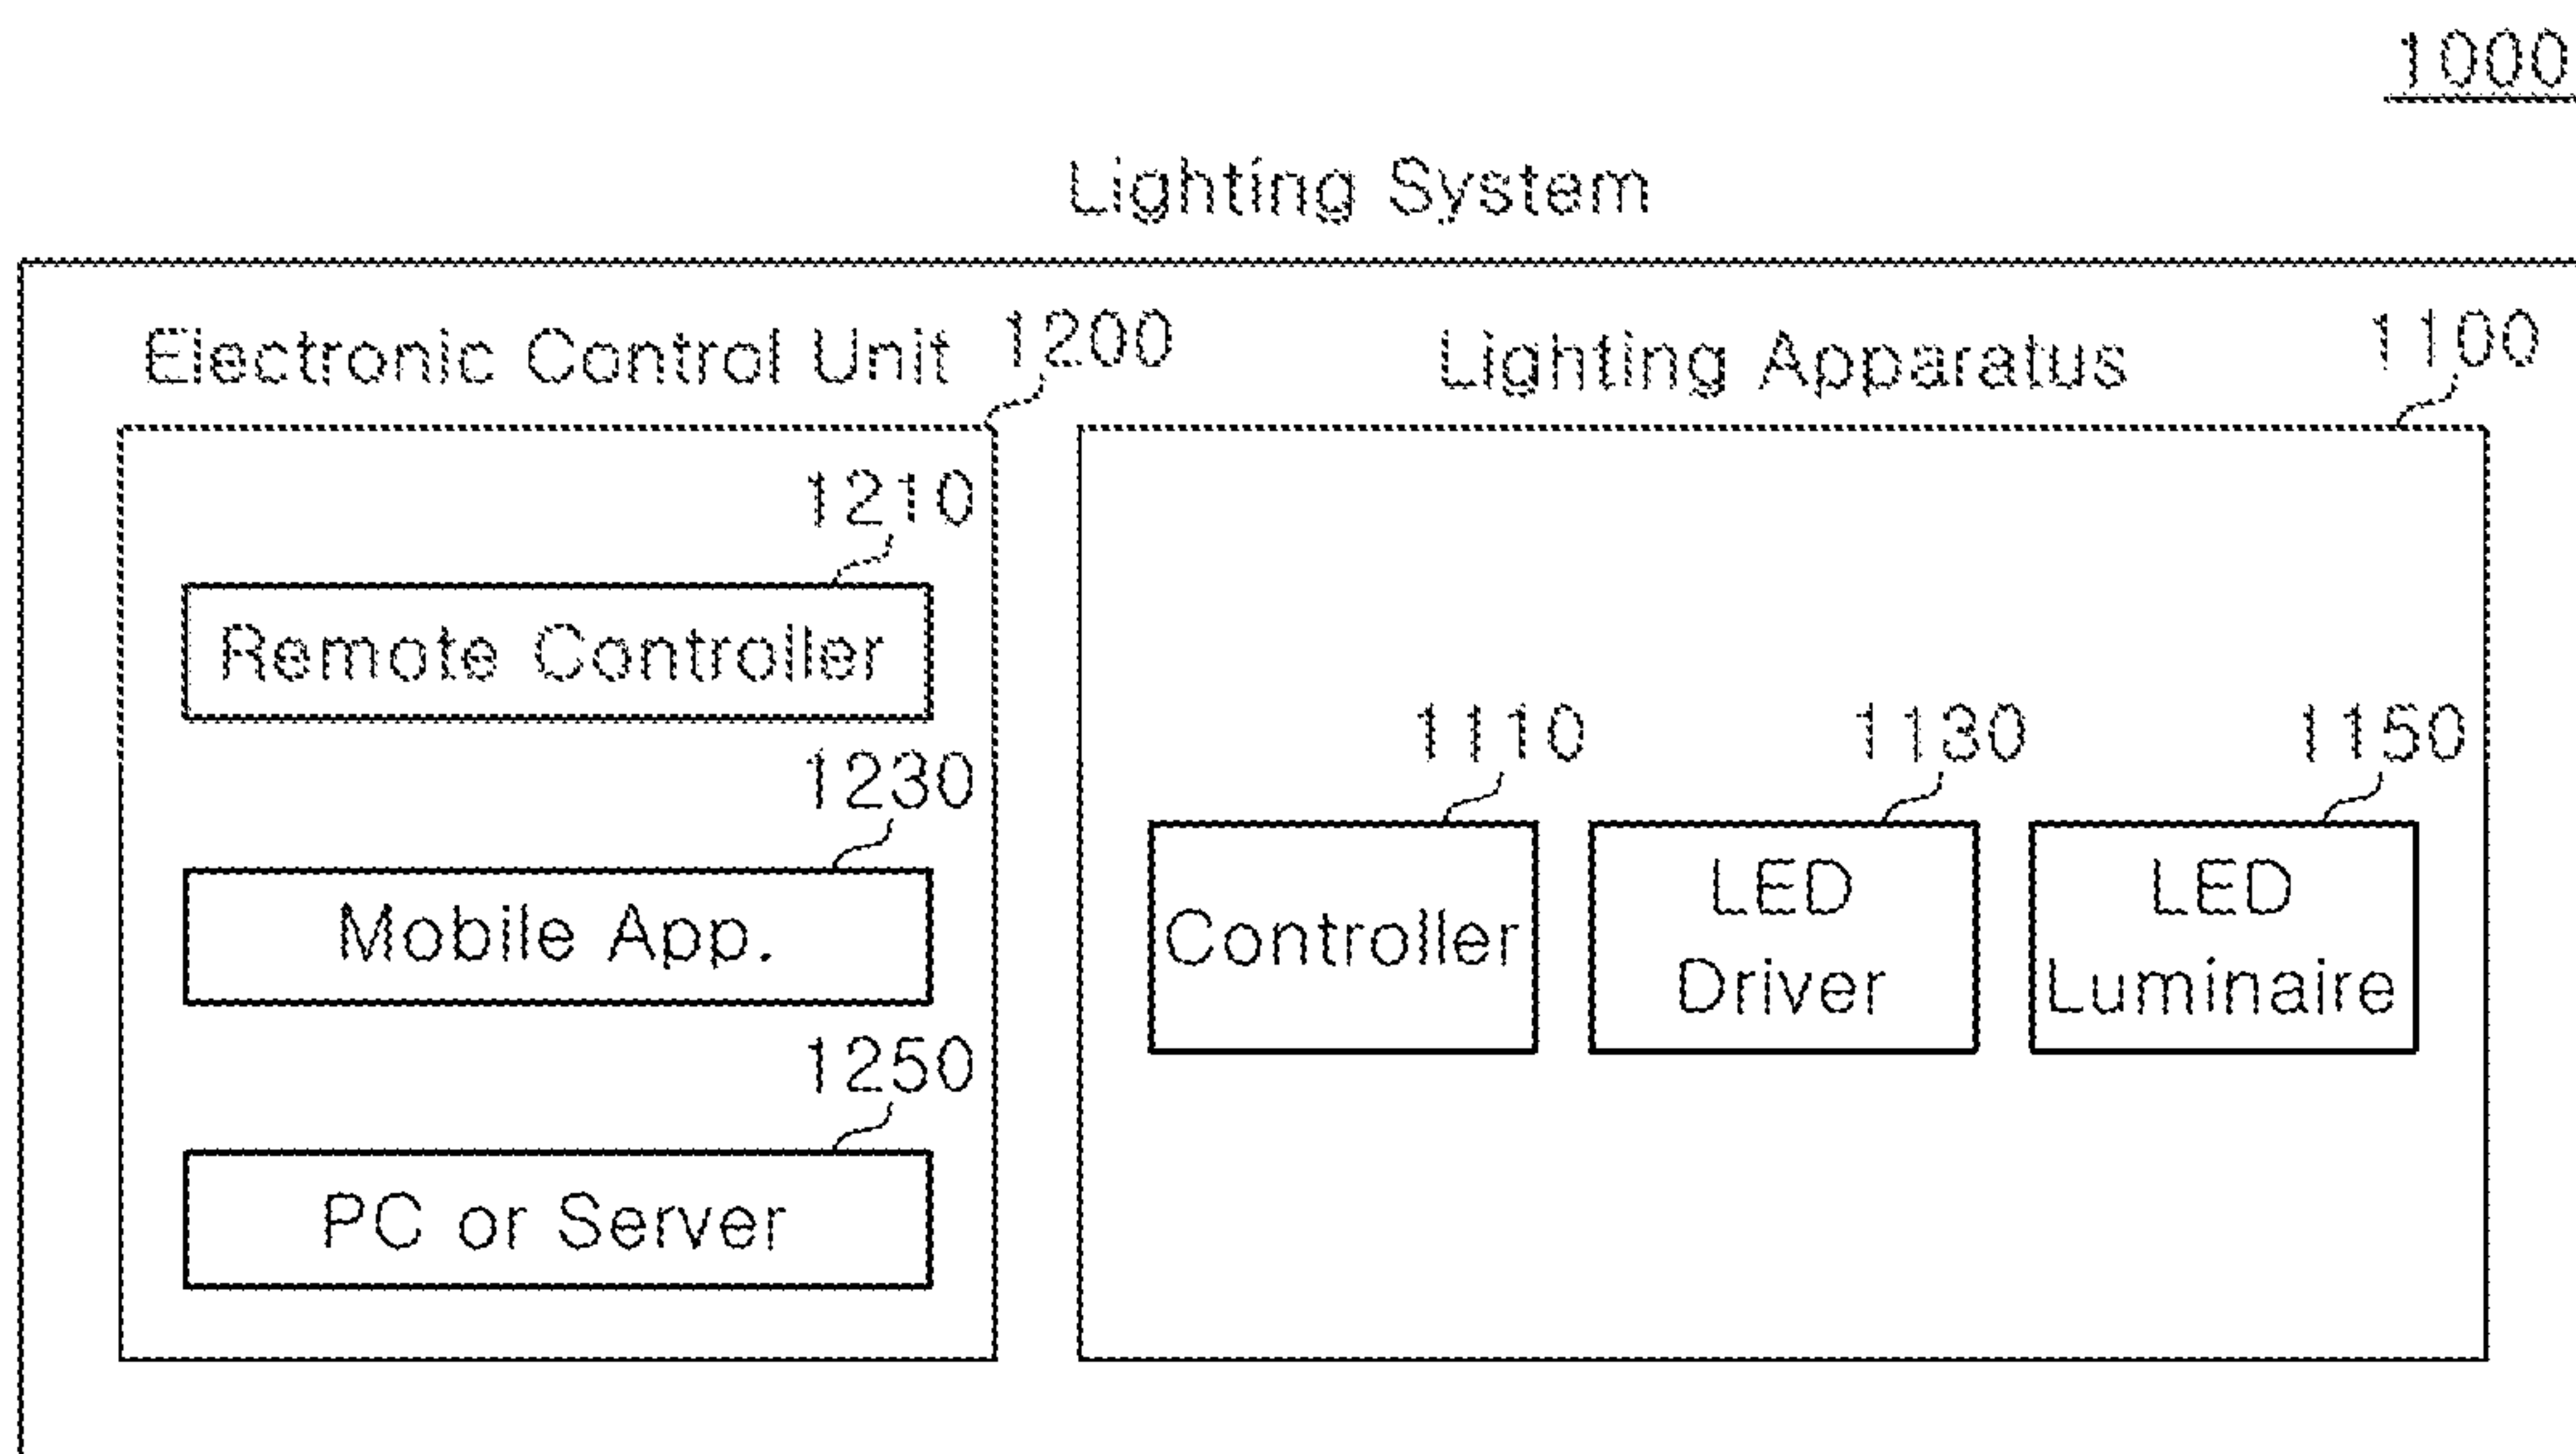 1000
Lighting System
Electronic Control Unit
1200
Lighting Apparatus
1100
1210
Remote Controller
1230
Mobile App.
1250
PC or Server
1110
Controller
1130
LED
Driver
1150
LED
Luminaire